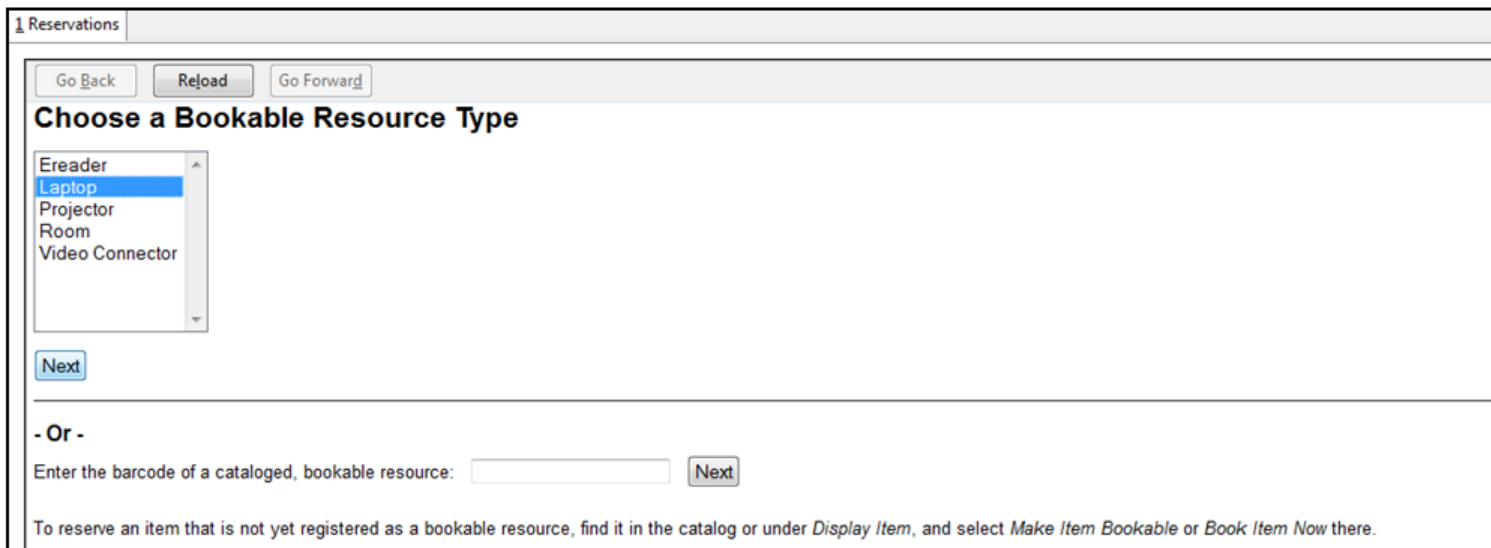 1 Reservations
Go Back Reload Go Forward
Choose a Bookable Resource Type
Ereader
Laptop
Projector
Room
Video Connector
Next
- Or -
Enter the barcode of a cataloged, bookable resource: Next
To reserve an item that is not yet registered as a bookable resource, find it in the catalog or under Display Item, and select Make Item Bookable or Book Item Now there.